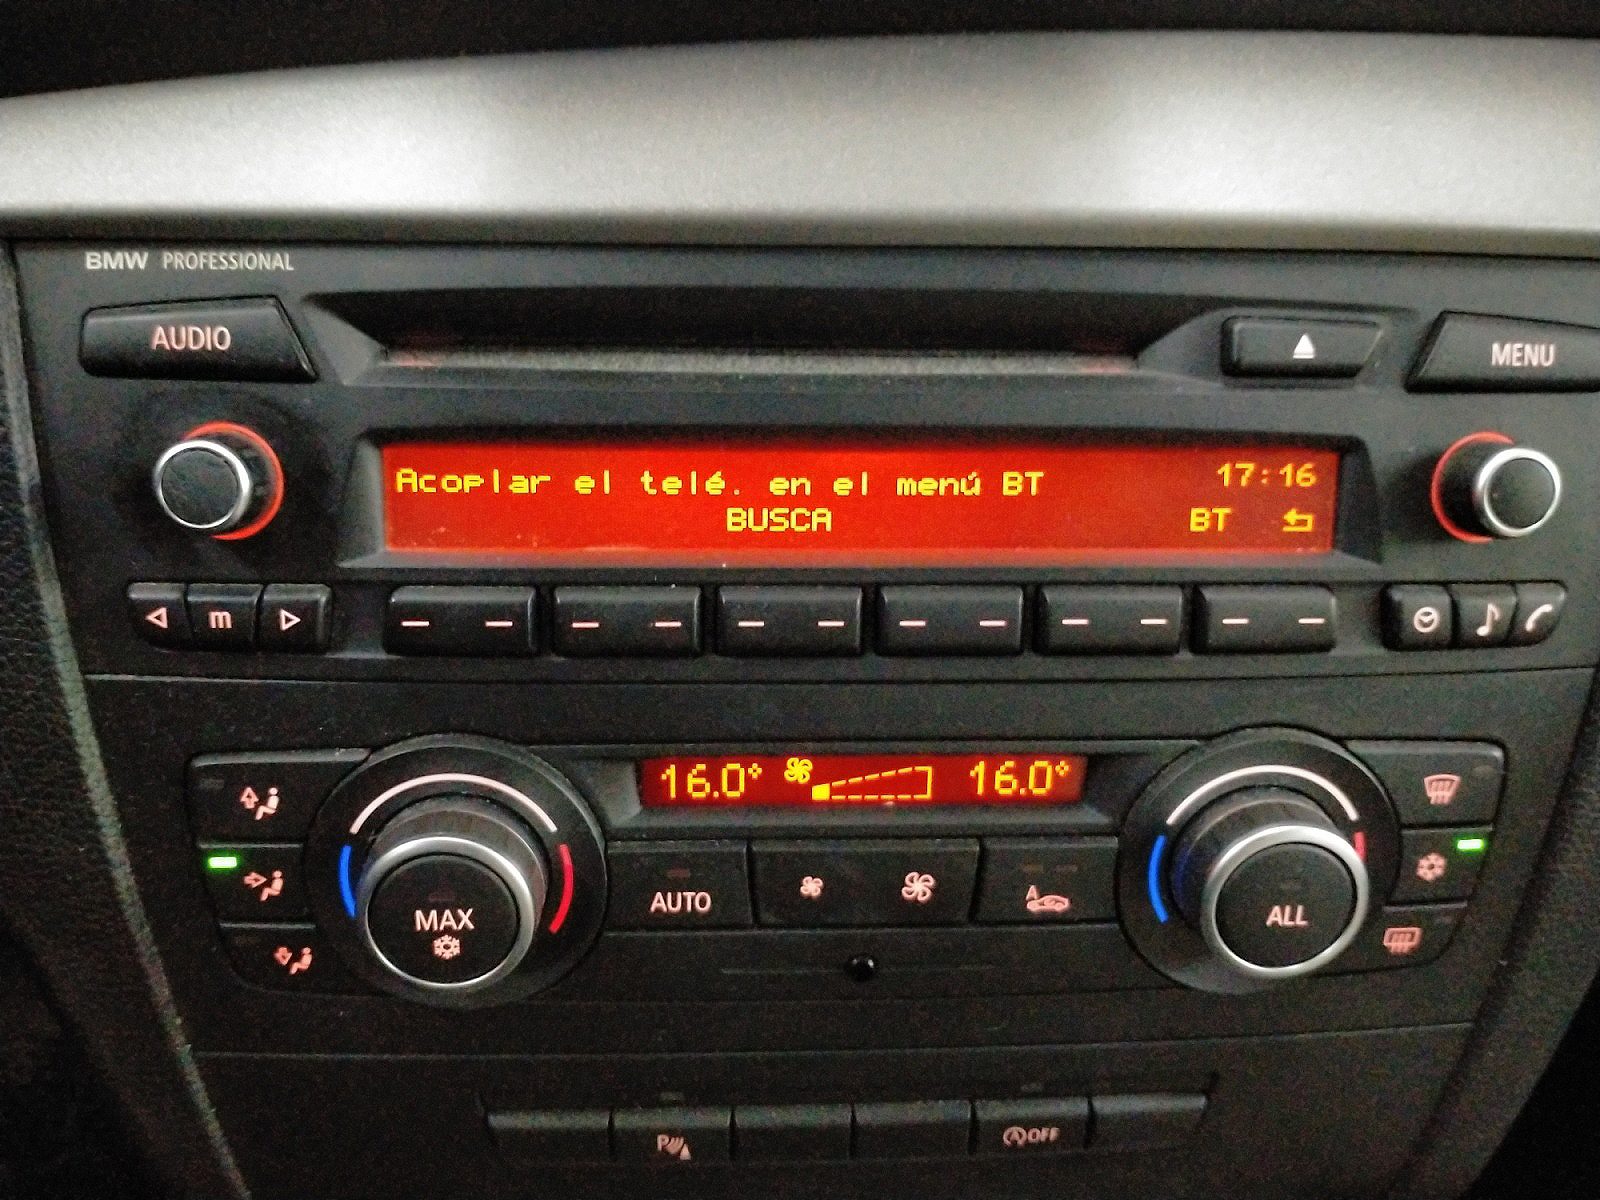 BMW PROFESSIONAL
AUDIO
MENU
Acoplar el telé. en el menú BT 17:16
BUSCA BT
m
16.0° 16.0°
MAX
AUTO
A
ALL
P
A OFF